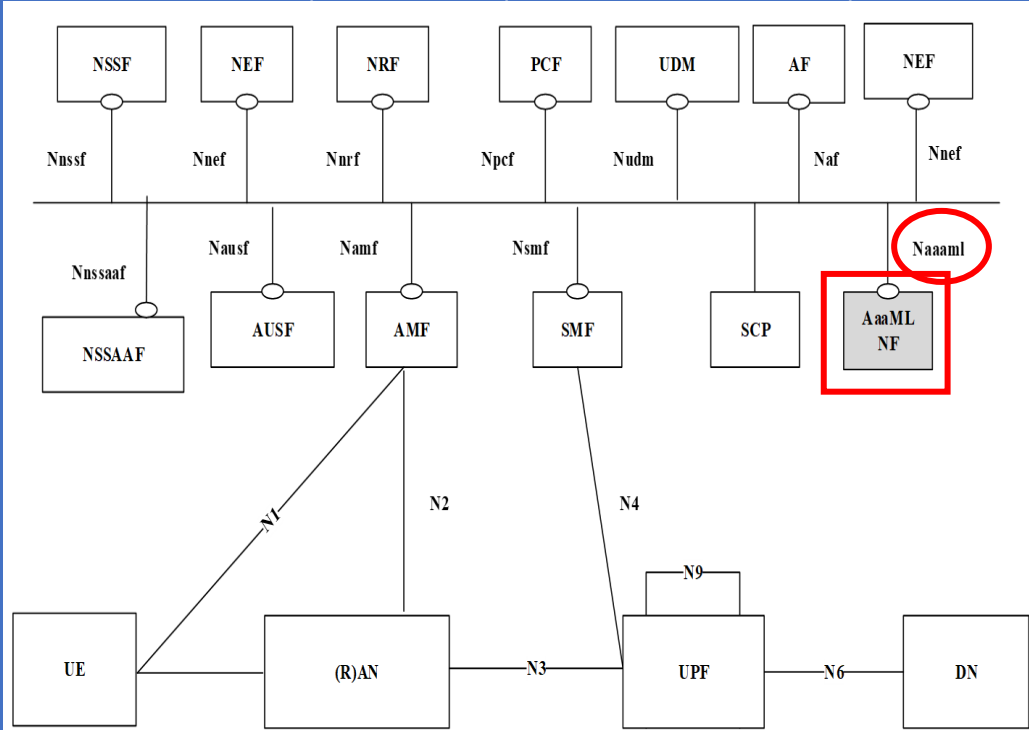 NSSF
NEF
NRF
PCF
UDM
AF
NEF
Nnssf
Nnef
Nnrf
Npcf
Nudm
Naf
Nnef
Nnssaaf
Nausf
Namf
Nsmf
Naaaml
NSSAAF
AUSF
AMF
SMF
SCP
AaaML
NF
N1
N2
N4
N9
UE
(R)AN
N3
UPF
N6
DN